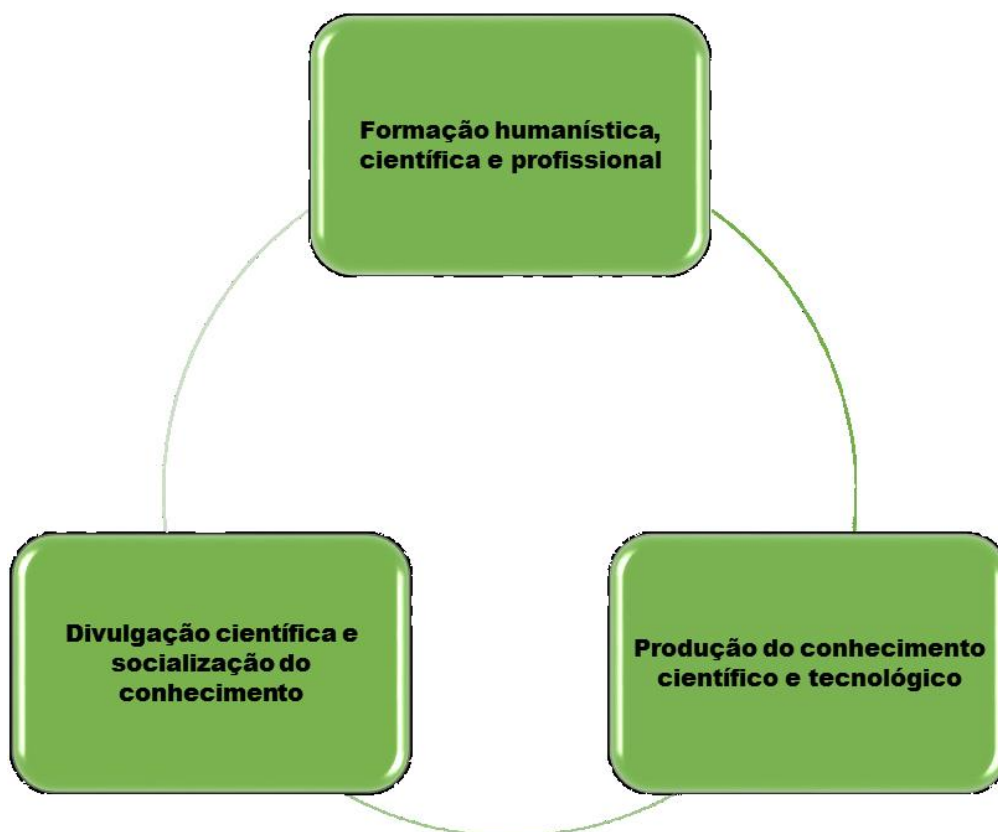 Formação humanística,
científica e profissional
Divulgação científica e
socialização do
conhecimento
Produção do conhecimento
científico e tecnológico